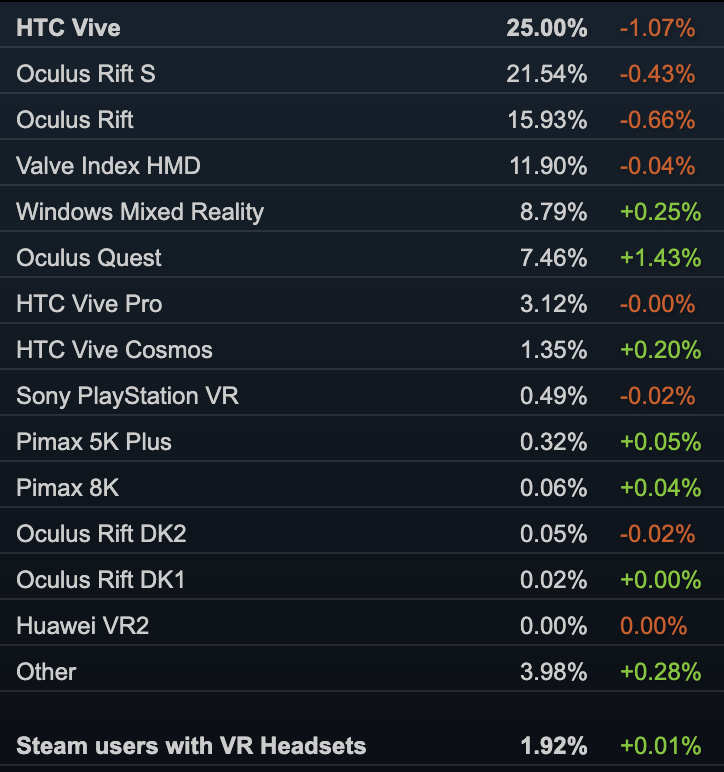 HTC Vive 25.00% -1.07%
Oculus Rift S 21.54% -0.43%
Oculus Rift 15.93% -0.66%
Valve Index HMD 11.90% -0.04%
Windows Mixed Reality 8.79% +0.25%
Oculus Quest 7.46% +1.43%
HTC Vive Pro 3.12% -0.00%
HTC Vive Cosmos 1.35% +0.20%
Sony PlayStation VR 0.49% -0.02%
Pimax 5K Plus 0.32% +0.05%
Pimax 8K 0.06% +0.04%
Oculus Rift DK2 0.05% -0.02%
Oculus Rift DK1 0.02% +0.00%
Huawei VR2 0.00% 0.00%
Other 3.98% +0.28%
Steam users with VR Headsets 1.92% +0.01%